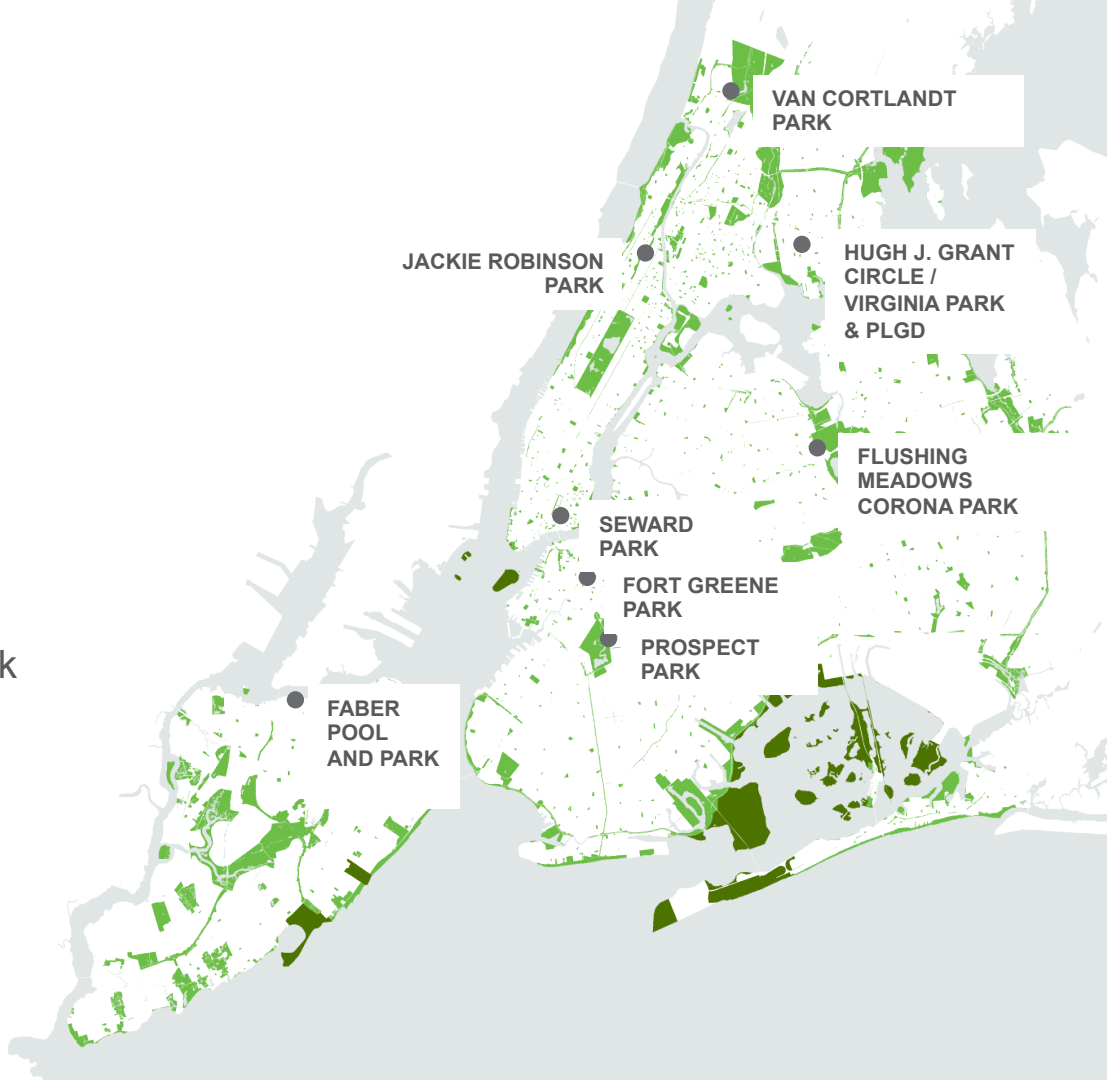 VAN CORTLANDT
PARK
JACKIE ROBINSON
PARK
HUGH J. GRANT
CIRCLE /
VIRGINIA PARK
& PLGD
FLUSHING
MEADOWS
CORONA PARK
SEWARD
PARK
FORT GREENE
PARK
PROSPECT
PARK
k
FABER
POOL
AND PARK